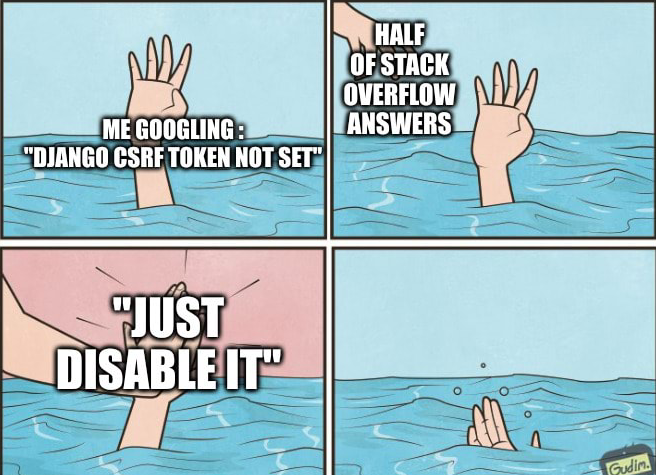 ME GOOGLING :
"DJANGO CSRF TOKEN NOT SET"
HALF
OF STACK
OVERFLOW
ANSWERS
"JUST
DISABLE IT"
Gudim.